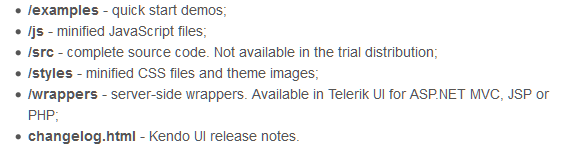 • /examples - quick start demos;
• /js - minified JavaScript files;
• /src - complete source code. Not available in the trial distribution;
• /styles - minified CSS files and theme images;
• /wrappers - server-side wrappers. Available in Telerik UI for ASP.NET MVC, JSP or
PHP;
• changelog.html - Kendo UI release notes.